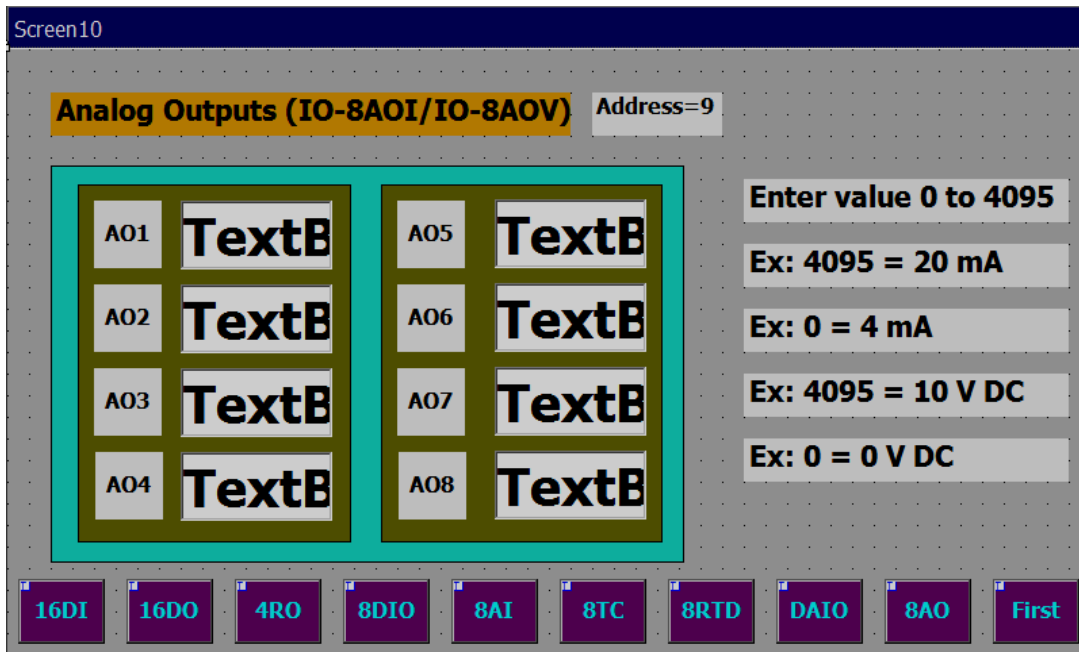 Screen10
Analog Outputs (IO-8AOI/IO-8AOV)
Address=9
AO1 TextB AO5 TextB
AO2 TextB AO6 TextB
AO3 TextB AO7 TextB
AO4 TextB AO8 TextB
Enter value 0 to 4095
Ex: 4095 = 20 mA
Ex: 0 = 4 mA
Ex: 4095 = 10 V DC
Ex: 0 = 0 V DC
T T T T T T T T T T
16DI 16DO 4RO 8DIO 8AI 8TC 8RTD DAIO 8AO First